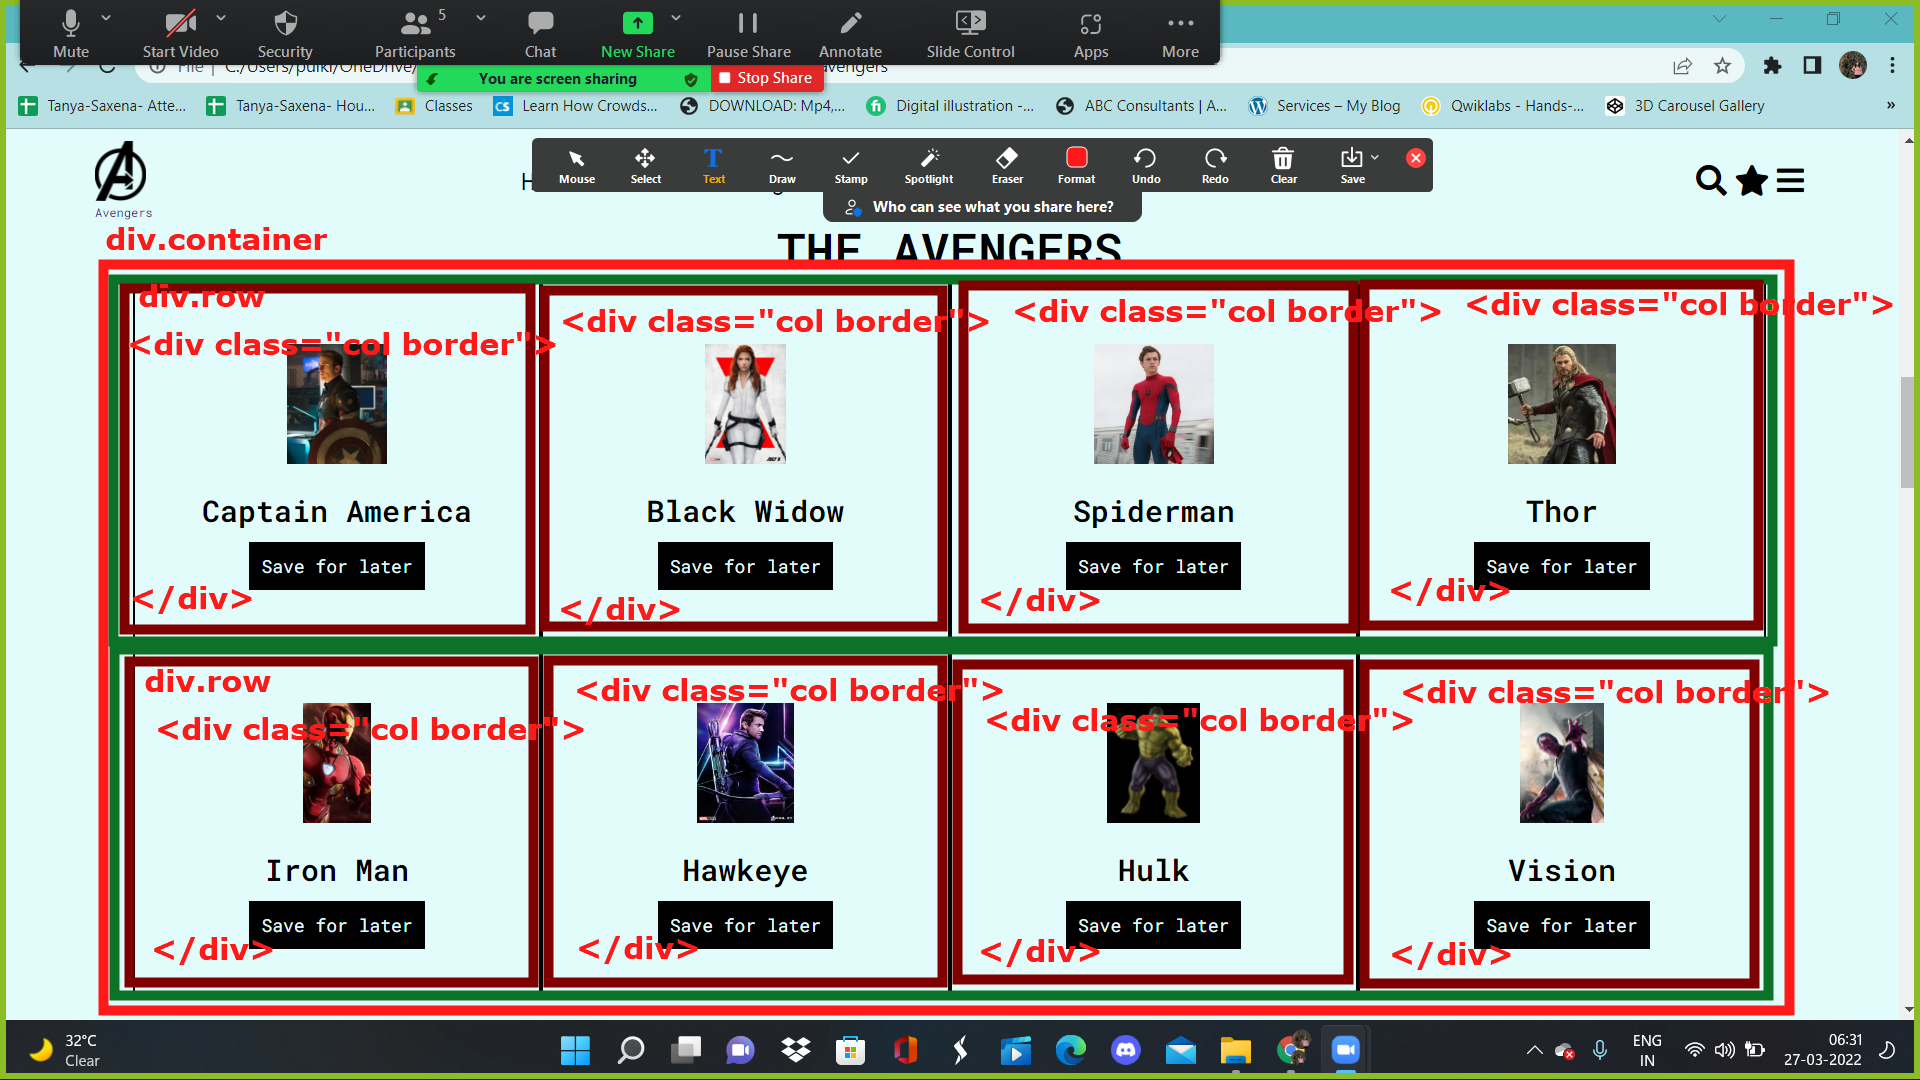 Mute
Start Video
Security
Participants
5
Chat
New Share
Pause Share
Annotate
Slide Control
Apps
More
You are screen sharing
Stop Share
Tanya-Saxena- Atte...
Tanya-Saxena- Hou...
Classes
Learn How Crowds...
DOWNLOAD: Mp4,...
Digital illustration -...
ABC Consultants | A...
Services – My Blog
Qwiklabs - Hands-...
3D Carousel Gallery
»
Mouse
Select
Text
Draw
Stamp
Spotlight
Eraser
Format
Undo
Redo
Clear
Save
Who can see what you share here?
Avengers
div.container
THE AVENGERS
div.row
<div class="col border">
<div class="col border">
<div class="col border">
<div class="col border">
Captain America
Black Widow
Spiderman
Thor
Save for later
Save for later
Save for later
Save for later
</div>
</div>
</div>
</div>
div.row
<div class="col border">
<div class="col border">
<div class="col border">
<div class="col border">
Iron Man
Hawkeye
Hulk
Vision
Save for later
Save for later
Save for later
Save for later
</div>
</div>
</div>
</div>
32°C
Clear
ENG
IN
06:31
27-03-2022